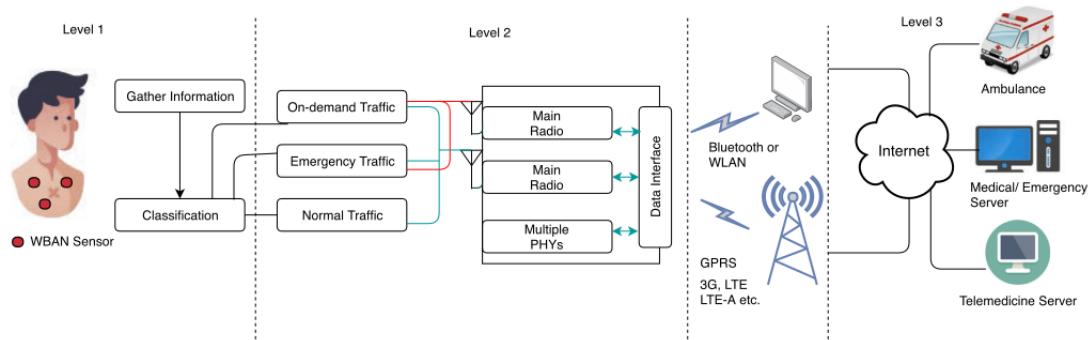 Level 1
Gather Information
Classification
WBAN Sensor
Level 2
On-demand Traffic
Emergency Traffic
Normal Traffic
Main
Radio
Main
Radio
Multiple
PHYs
Data Interface
Bluetooth or
WLAN
GPRS
3G, LTE
LTE-A etc.
Level 3
Internet
Ambulance
Medical/ Emergency
Server
Telemedicine Server